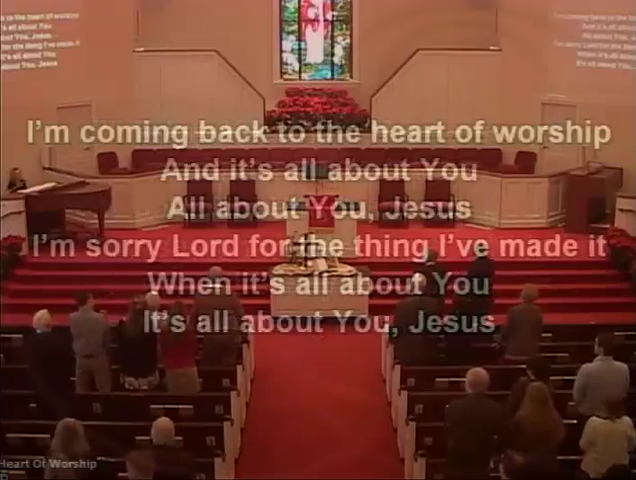 I'm coming back to the heart of worship
And it's all about You
All about You, Jesus
I'm sorry Lord for the thing I've made it
When it's all about You
It's all about You, Jesus
Heart Of Worship